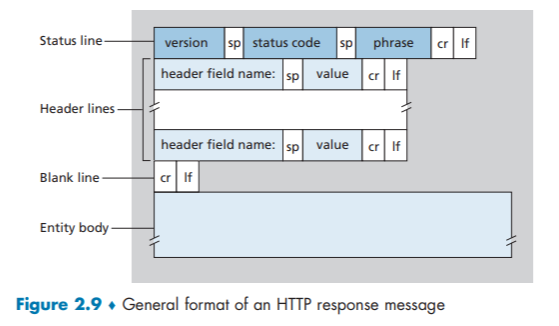 Status line
version sp status code sp phrase cr lf
header field name: sp value cr lf
Header lines
header field name: sp value cr lf
Blank line
cr lf
Entity body
Figure 2.9 ♦ General format of an HTTP response message